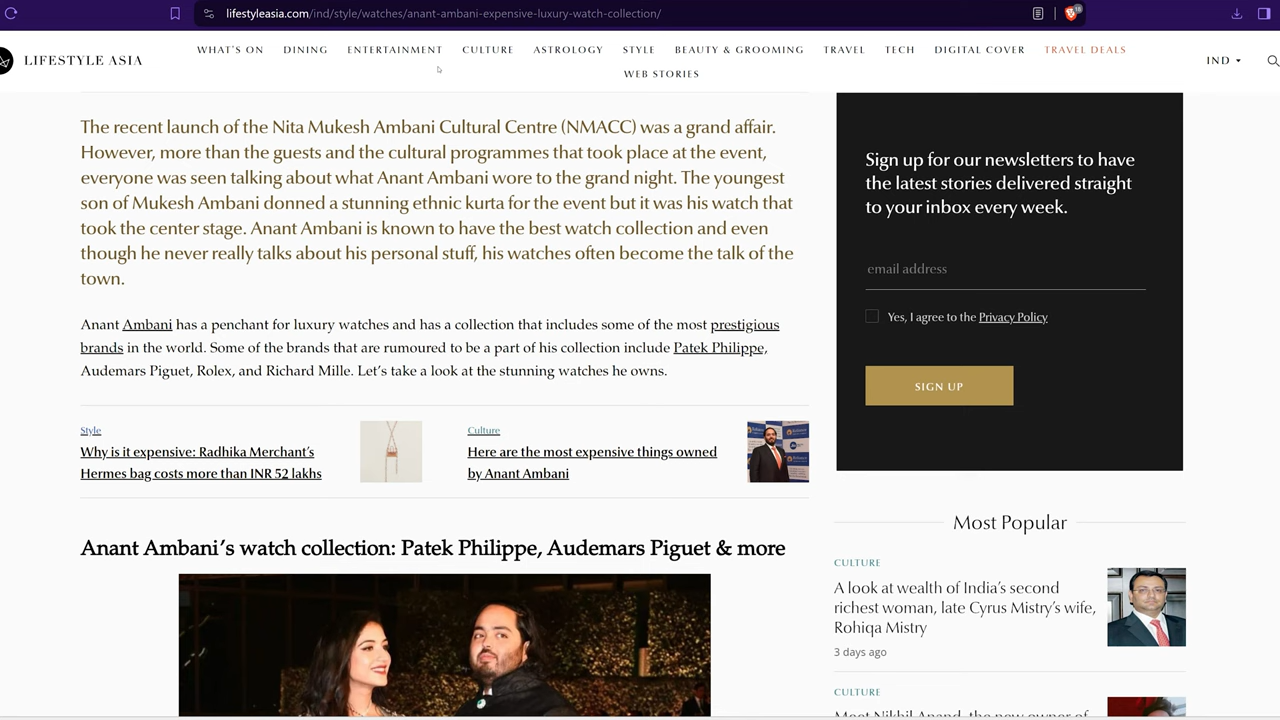 lifestyleasia.com/ind/style/watches/anant-ambani-expensive-luxury-watch-collection/
LIFESTYLE ASIA
WHAT'S ON DINING ENTERTAINMENT CULTURE ASTROLOGY STYLE BEAUTY & GROOMING TRAVEL TECH DIGITAL COVER TRAVEL DEALS
WEB STORIES
IND
The recent launch of the Nita Mukesh Ambani Cultural Centre (NMACC) was a grand affair.
However, more than the guests and the cultural programmes that took place at the event,
everyone was seen talking about what Anant Ambani wore to the grand night. The youngest
son of Mukesh Ambani donned a stunning ethnic kurta for the event but it was his watch that
took the center stage. Anant Ambani is known to have the best watch collection and even
though he never really talks about his personal stuff, his watches often become the talk of the
town.
Anant Ambani has a penchant for luxury watches and has a collection that includes some of the most prestigious
brands in the world. Some of the brands that are rumoured to be a part of his collection include Patek Philippe,
Audemars Piguet, Rolex, and Richard Mille. Let's take a look at the stunning watches he owns.
Style
Why is it expensive: Radhika Merchant's
Hermes bag costs more than INR 52 lakhs
Culture
Here are the most expensive things owned
by Anant Ambani
Anant Ambani's watch collection: Patek Philippe, Audemars Piguet & more
Sign up for our newsletters to have
the latest stories delivered straight
to your inbox every week.
email address
Yes, I agree to the Privacy Policy
SIGN UP
Most Popular
CULTURE
A look at wealth of India's second
richest woman, late Cyrus Mistry's wife,
Rohiqa Mistry
3 days ago
CULTURE
Meet Nikhil Anand, the new owner of